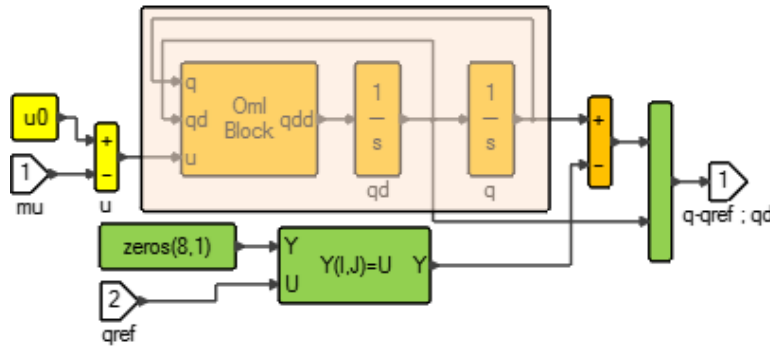 q
qd
u
Oml
Block
qdd
1
s
qd
1
s
q
u0
+
−
u
1
mu
+
−
1
q-qref ; qd
zeros(8,1)
Y
U
Y(I,J)=U
Y
2
qref